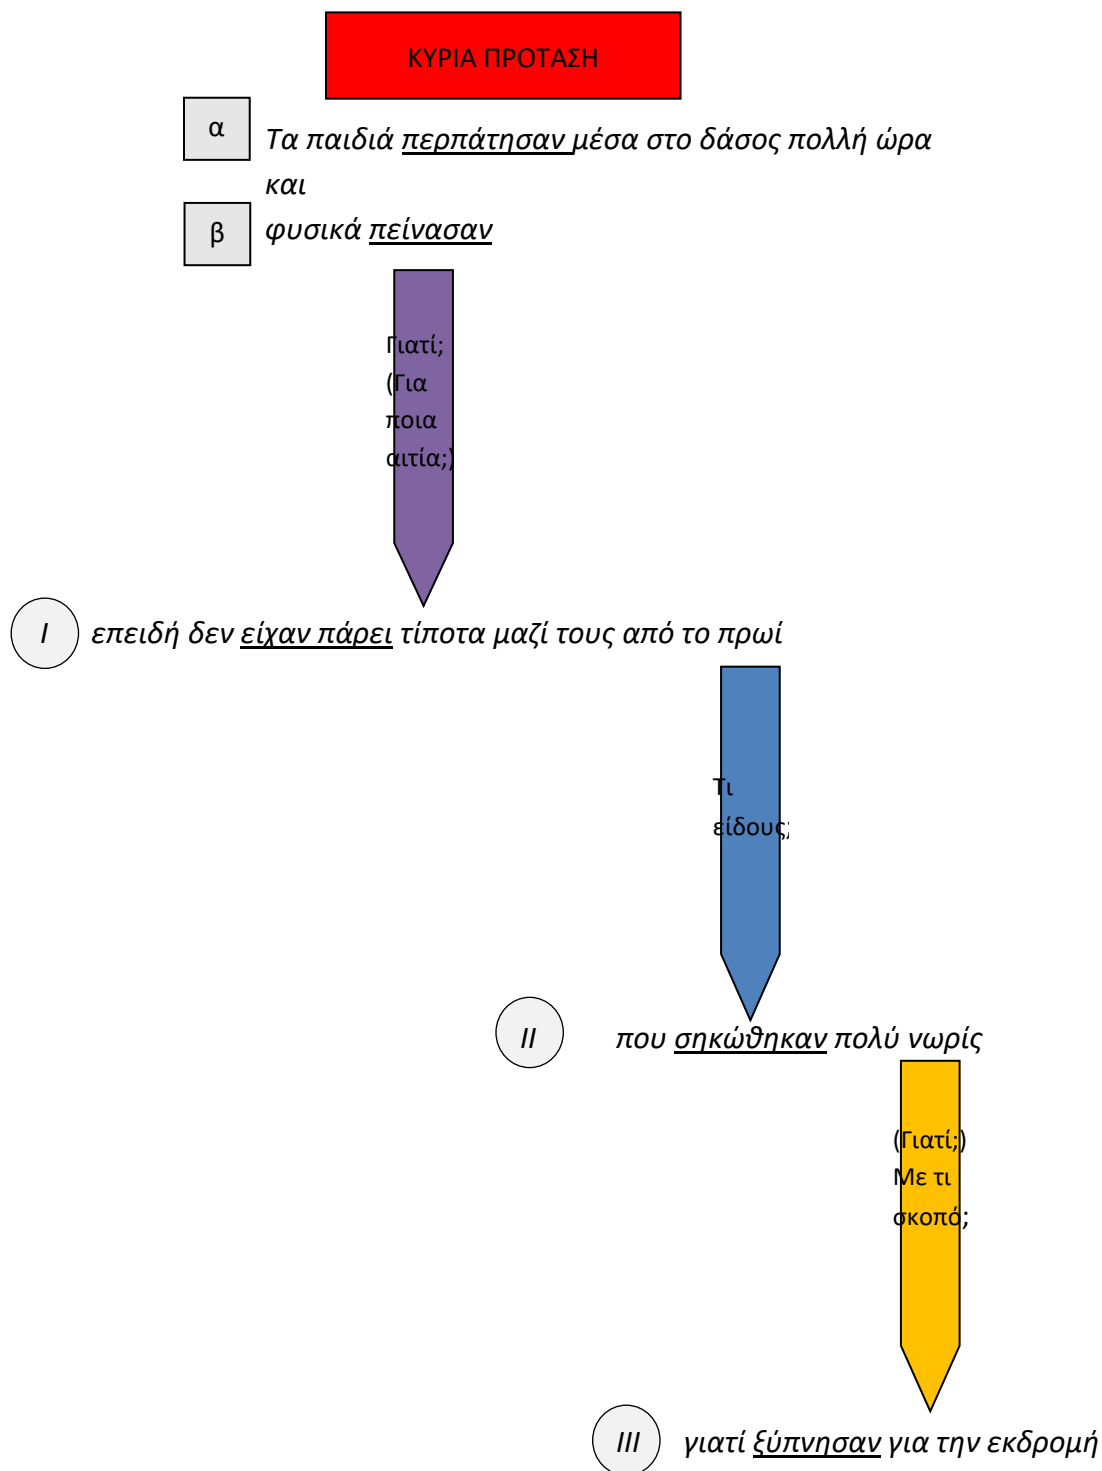 ΚΥΡΙΑ ΠΡΟΤΑΣΗ
α
Τα παιδιά περπάτησαν μέσα στο δάσος πολλή ώρα
και
β
φυσικά πείνασαν
Γιατί;
(Για
ποια
αιτία;)
I
επειδή δεν είχαν πάρει τίποτα μαζί τους από το πρωί
Τι
είδους;
II
που σηκώθηκαν πολύ νωρίς
(Γιατί;)
Με τι
σκοπό;
III
γιατί ξύπνησαν για την εκδρομή